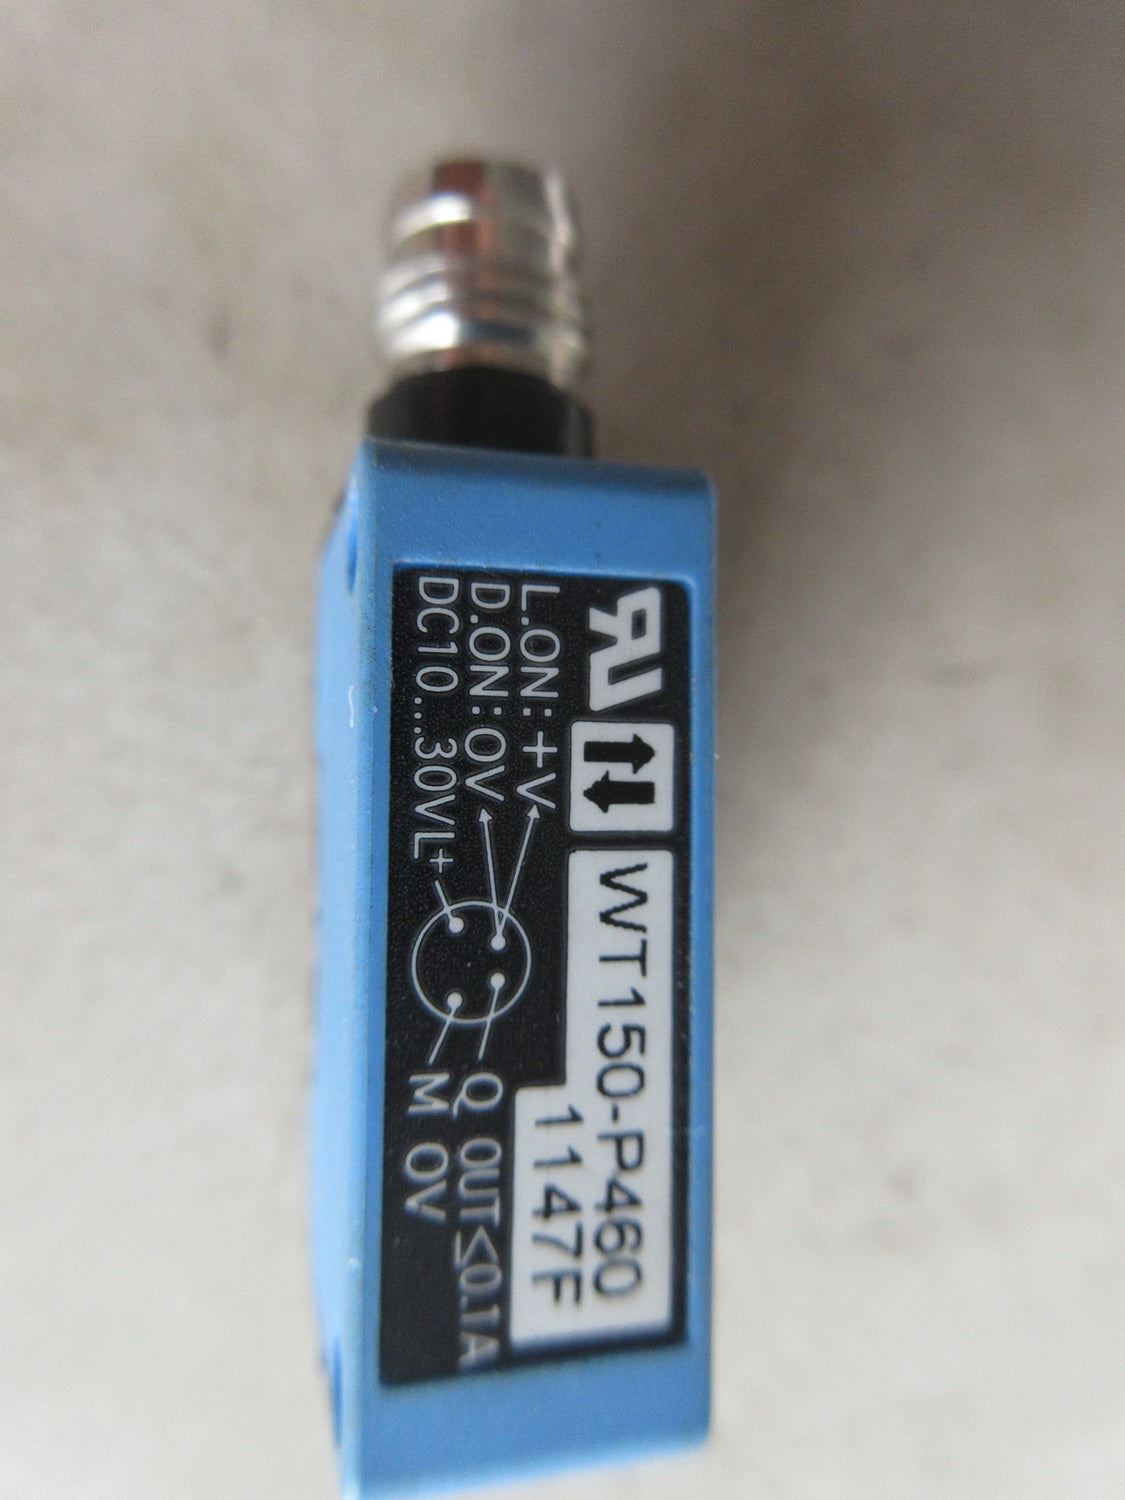 WT150-P460
1147F
L.ON: +V
D.ON: 0V
DC10...30V L+
Q OUT≤0.1A
M 0V